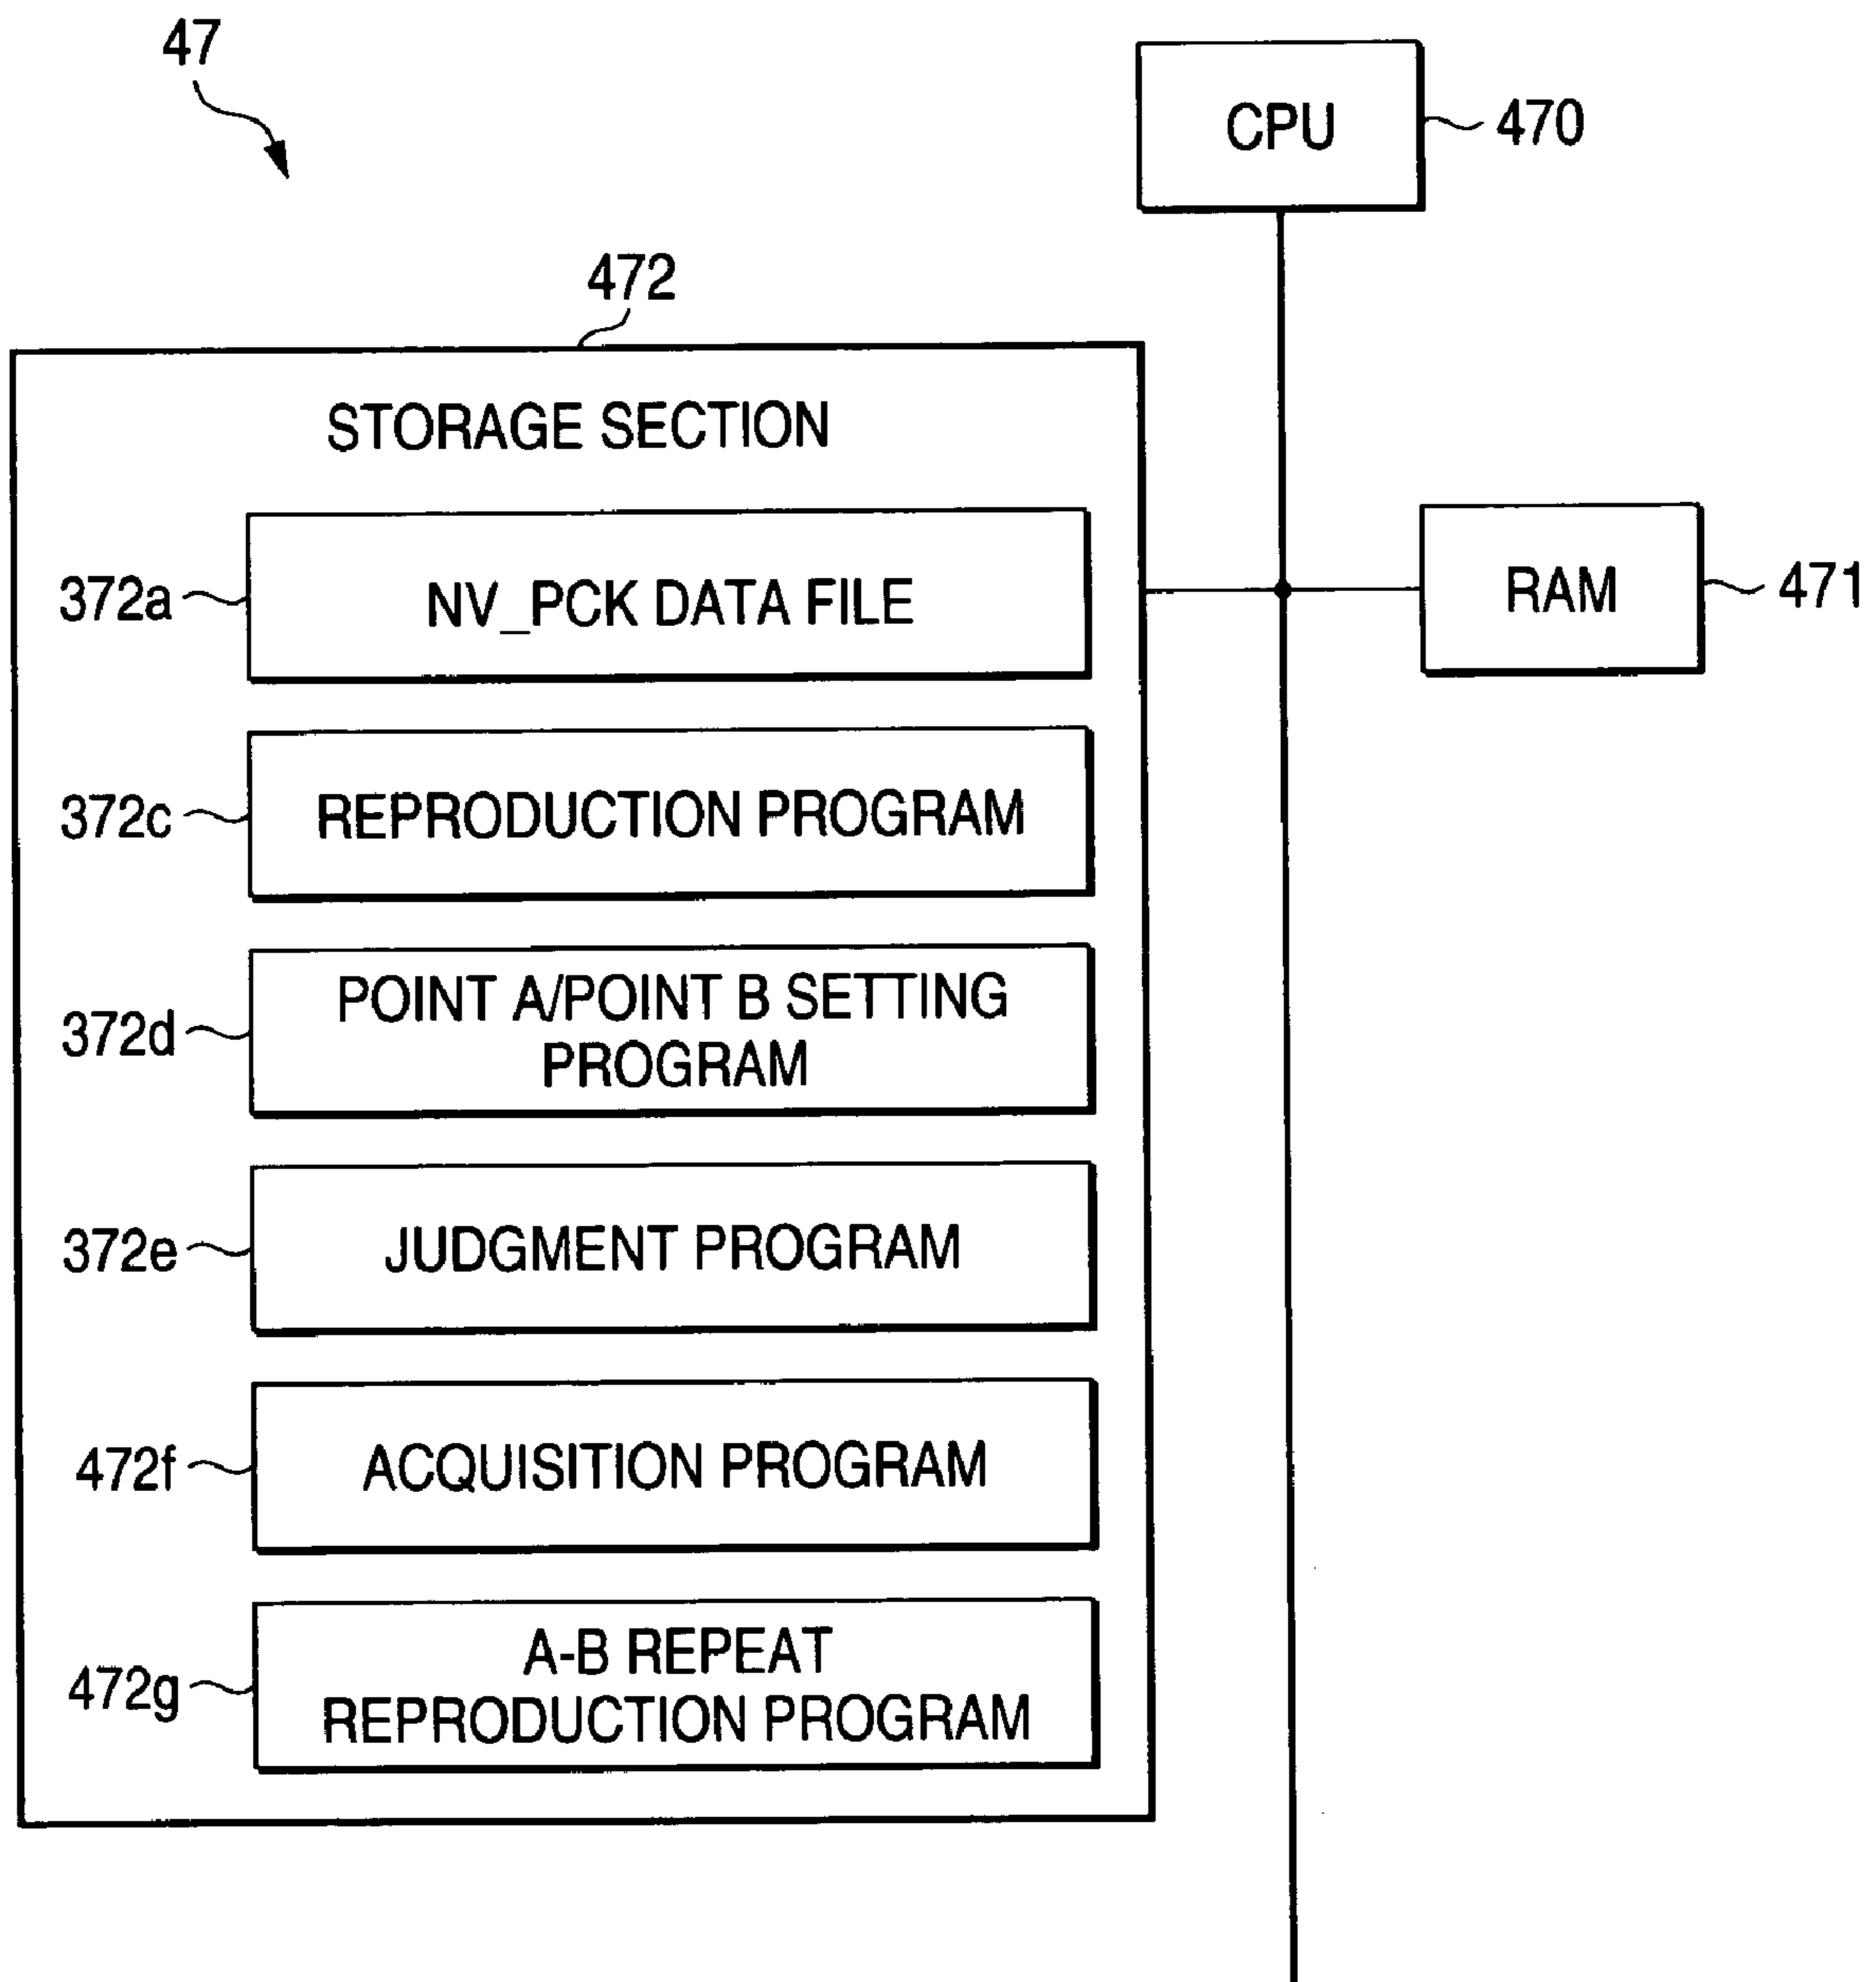 47
CPU
470
472
STORAGE SECTION
372a
NV_PCK DATA FILE
RAM
471
372c
REPRODUCTION PROGRAM
372d
POINT A/POINT B SETTING
PROGRAM
372e
JUDGMENT PROGRAM
472f
ACQUISITION PROGRAM
472g
A-B REPEAT
REPRODUCTION PROGRAM